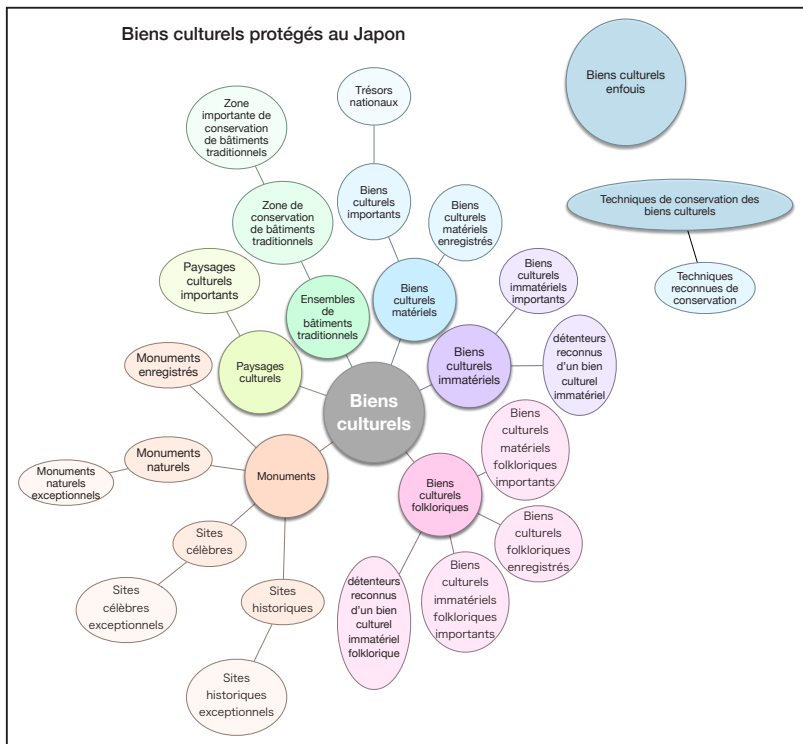 Biens culturels protégés au Japon
Biens culturels
enfouis
Techniques de conservation des
biens culturels
Techniques
reconnues de
conservation
Trésors
nationaux
Zone
importante de
conservation
de bâtiments
traditionnels
Biens
culturels
importants
Biens
culturels
matériels
enregistrés
Zone de
conservation
de bâtiments
traditionnels
Paysages
culturels
importants
Biens
culturels
immatériels
importants
Ensembles
de
bâtiments
traditionnels
Biens
culturels
matériels
Monuments
enregistrés
Paysages
culturels
Biens
culturels
immatériels
détenteurs
reconnus
d'un bien
culturel
immatériel
Biens
culturels
Biens
culturels
matériels
folkloriques
importants
Monuments
naturels
Monuments
naturels
exceptionnels
Monuments
Biens
culturels
folkloriques
Biens
culturels
folkloriques
enregistrés
Sites
célèbres
Sites
célèbres
exceptionnels
Sites
historiques
détenteurs
reconnus
d'un bien
culturel
immatériel
folklorique
Biens
culturels
immatériels
folkloriques
importants
Sites
historiques
exceptionnels